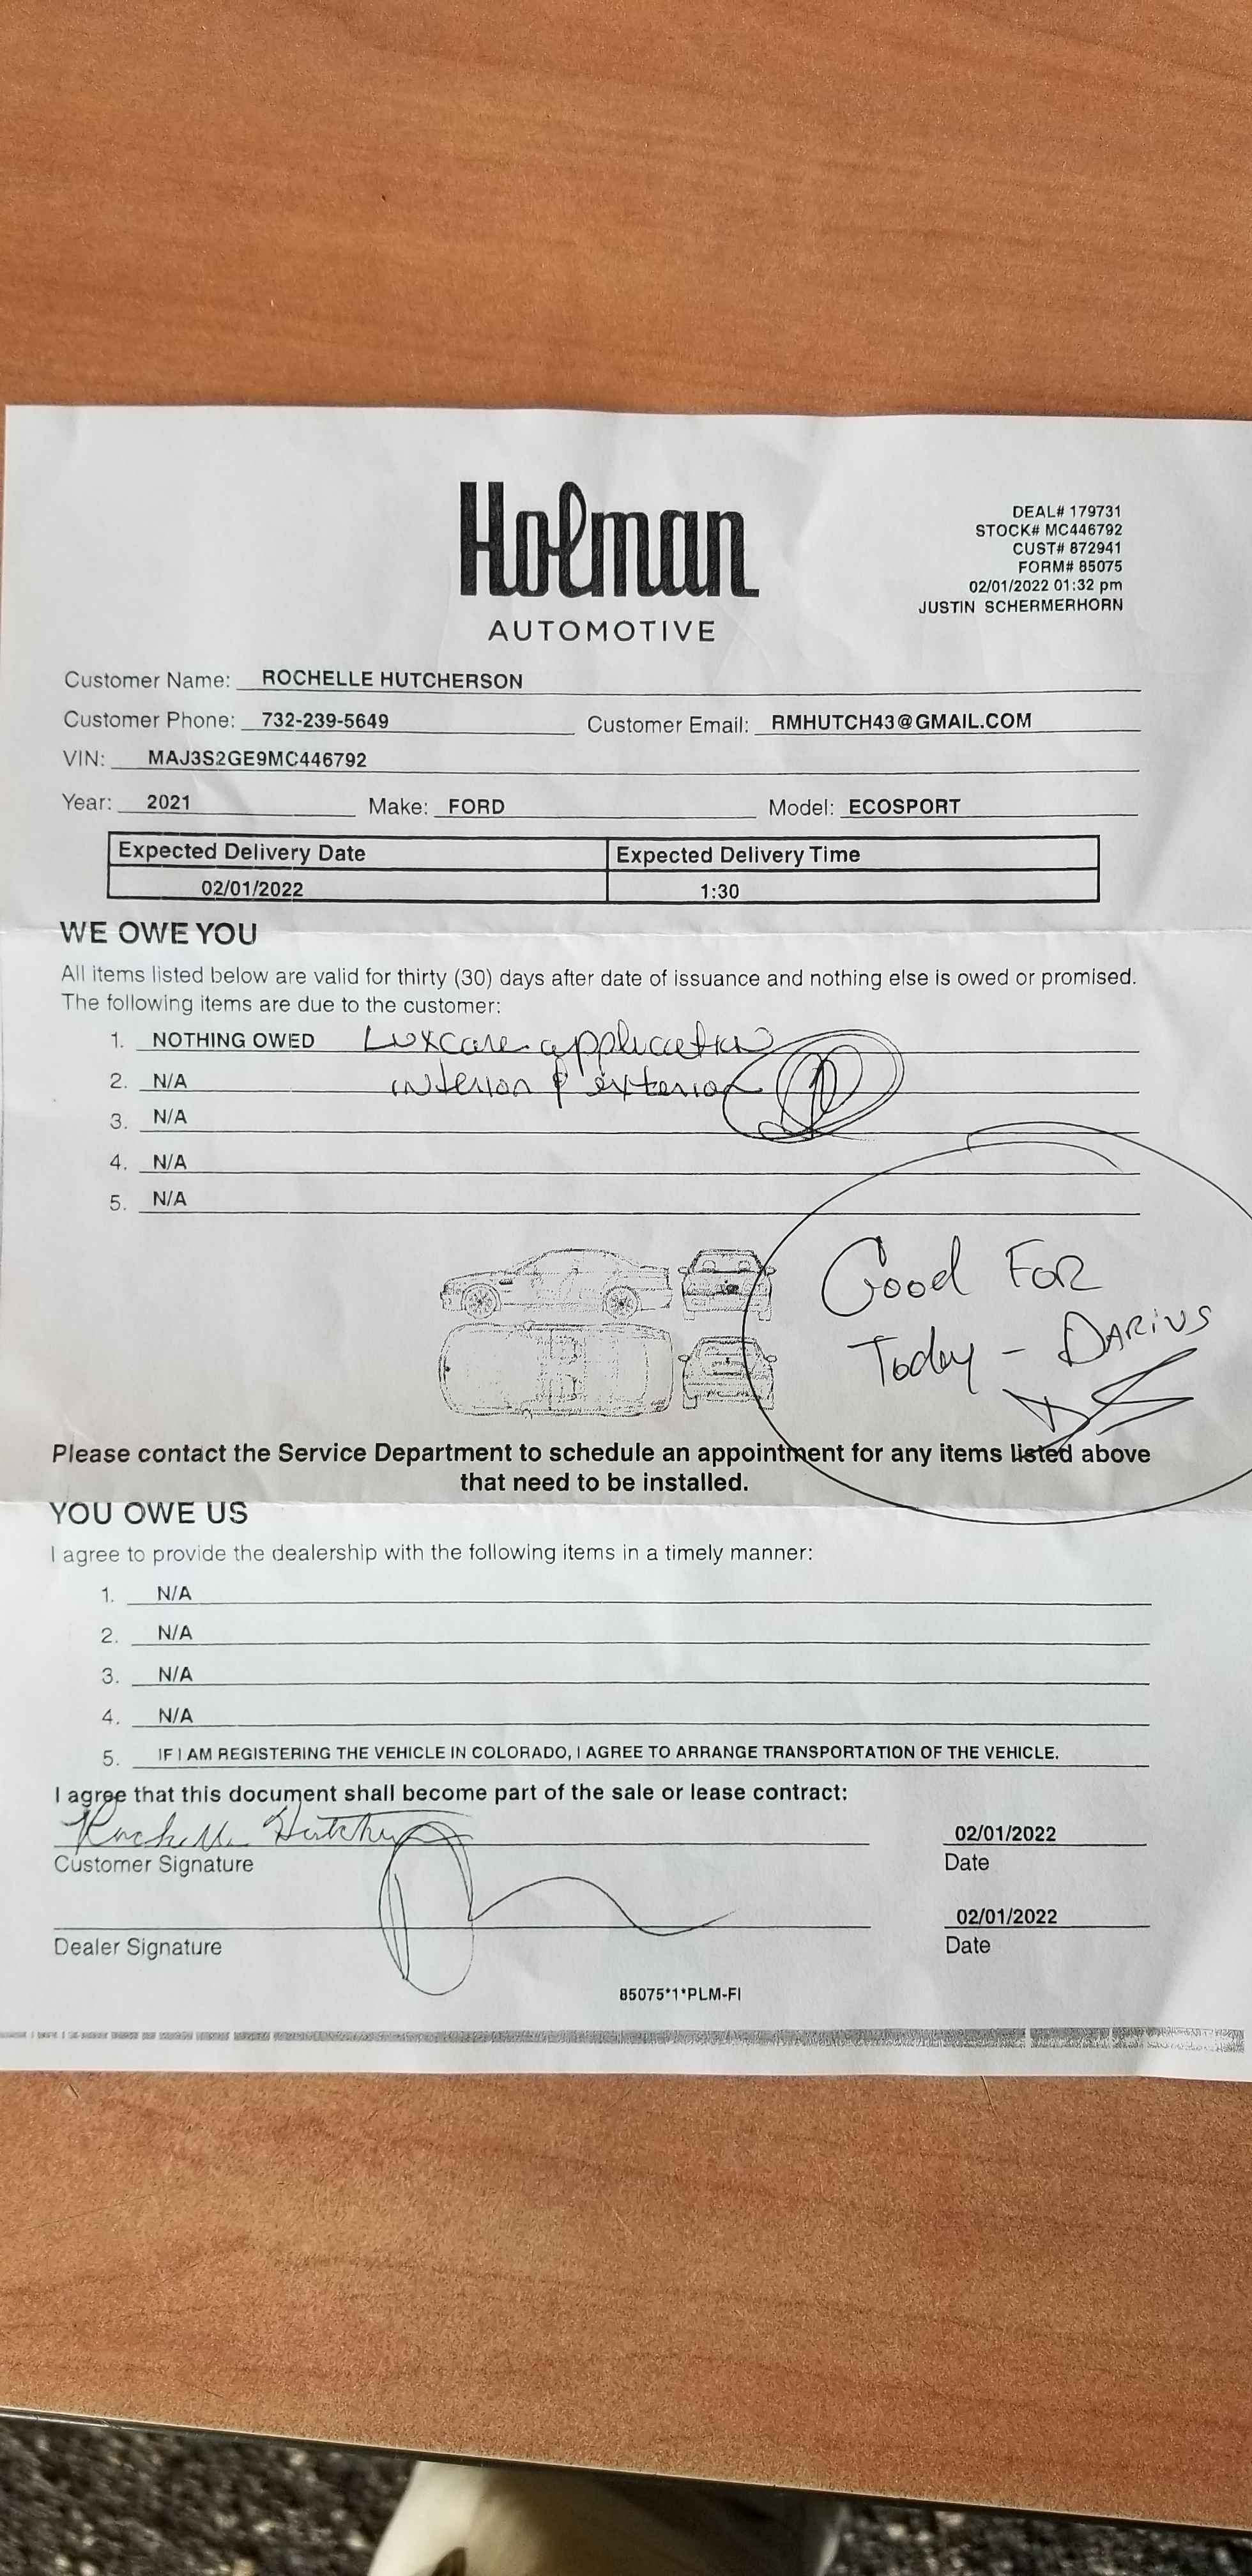 Holman
AUTOMOTIVE
DEAL# 179731
STOCK# MC446792
CUST# 872941
FORM# 85075
02/01/2022 01:32 pm
JUSTIN SCHERMERHORN
Customer Name: ROCHELLE HUTCHERSON
Customer Phone: 732-239-5649 Customer Email: RMHUTCH43@GMAIL.COM
VIN: MAJ3S2GE9MC446792
Year: 2021 Make: FORD Model: ECOSPORT
Expected Delivery Date Expected Delivery Time
02/01/2022 1:30
WE OWE YOU
All items listed below are valid for thirty (30) days after date of issuance and nothing else is owed or promised.
The following items are due to the customer:
1. NOTHING OWED Luxcare application
2. N/A interior & exterior
3. N/A
4. N/A
5. N/A
Good FOR
Today - DARIUS
Please contact the Service Department to schedule an appointment for any items listed above
that need to be installed.
YOU OWE US
I agree to provide the dealership with the following items in a timely manner:
1. N/A
2. N/A
3. N/A
4. N/A
5. IF I AM REGISTERING THE VEHICLE IN COLORADO, I AGREE TO ARRANGE TRANSPORTATION OF THE VEHICLE.
I agree that this document shall become part of the sale or lease contract:
02/01/2022
Customer Signature Date
02/01/2022
Dealer Signature Date
85075*1*PLM-FI